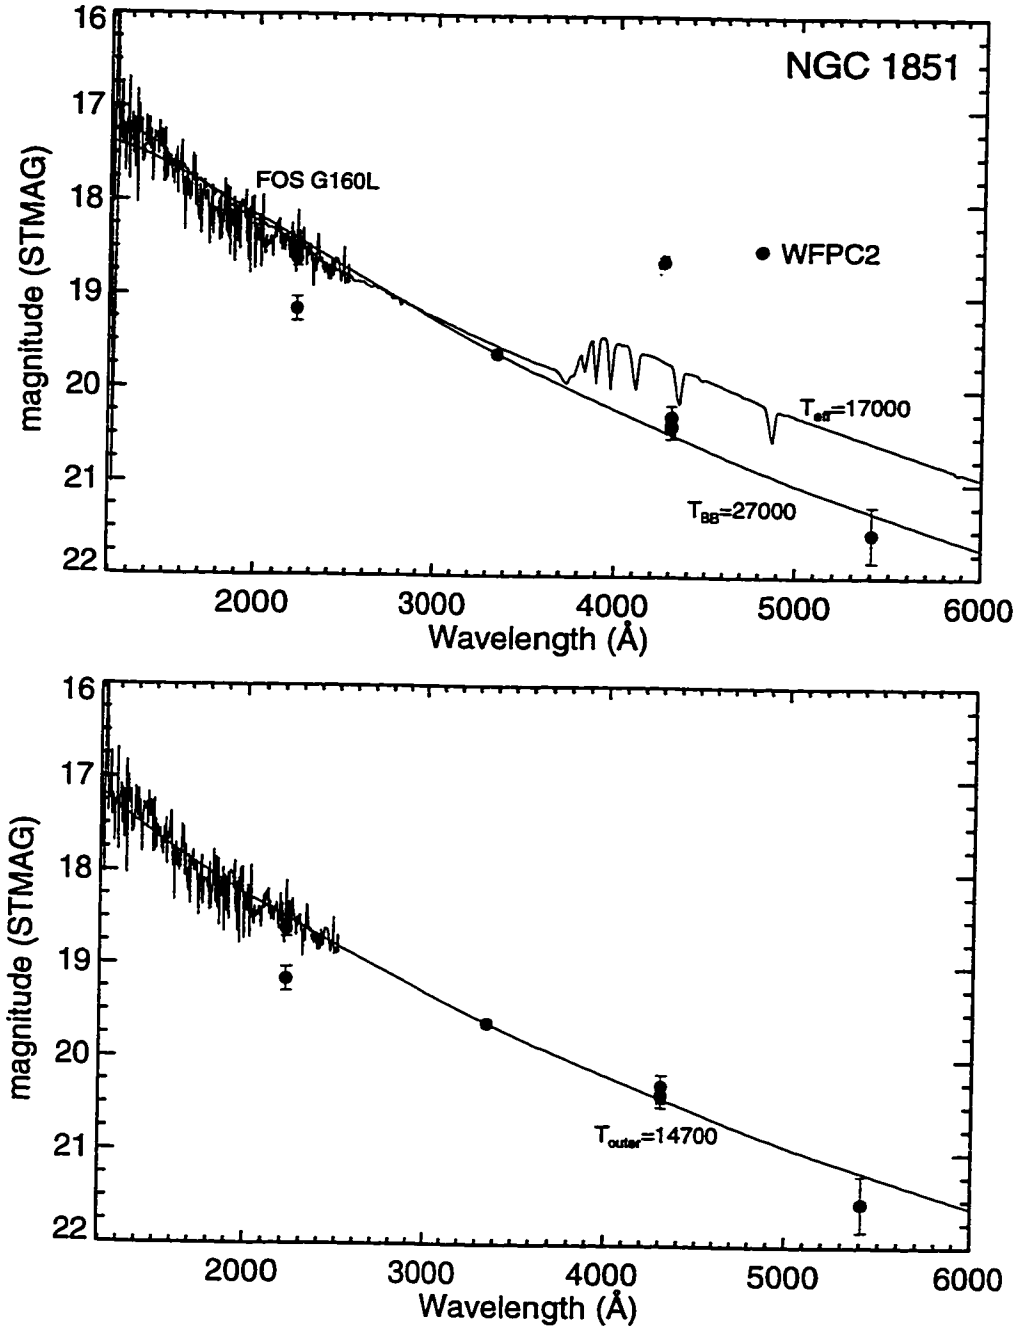 16
17
18
19
20
21
22
magnitude (STMAG)
NGC 1851
FOS G160L
WFPC2
T_eff=17000
T_BB=27000
2000 3000 4000 5000 6000
Wavelength (Å)
16
17
18
19
20
21
22
magnitude (STMAG)
T_outer=14700
2000 3000 4000 5000 6000
Wavelength (Å)